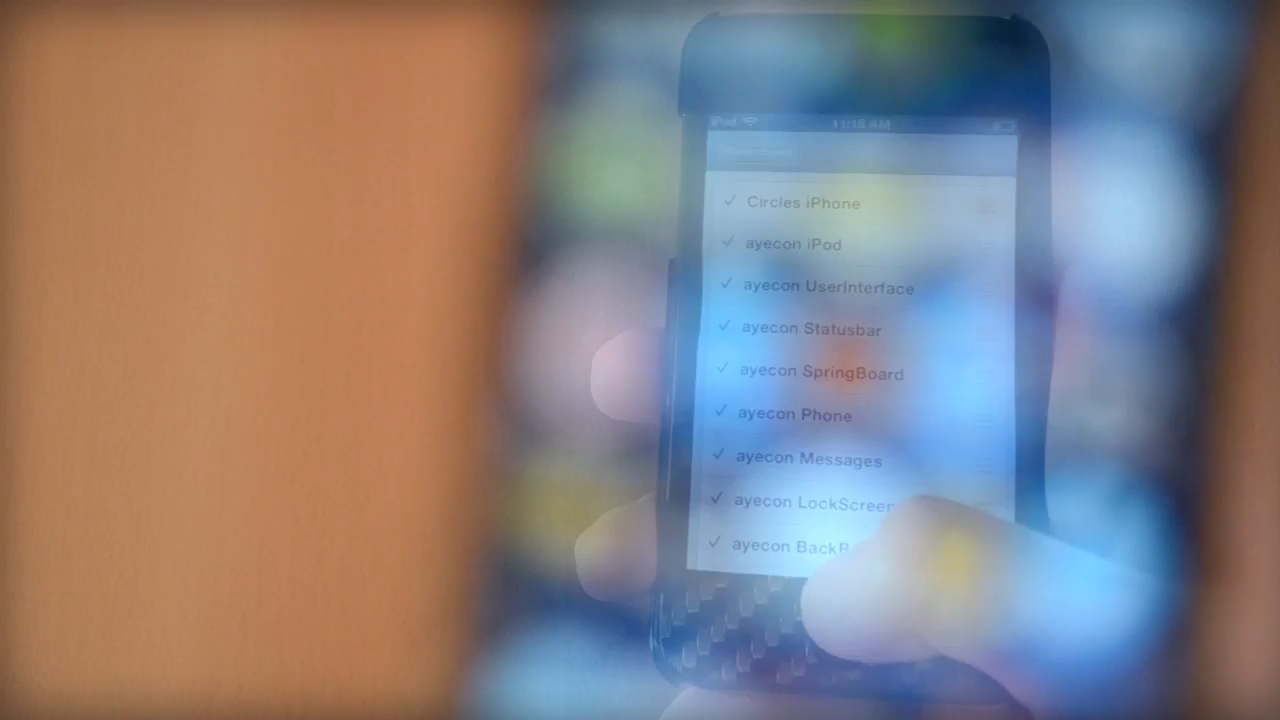 iPod 11:15 AM
Circles iPhone
ayecon iPod
ayecon UserInterface
ayecon Statusbar
ayecon SpringBoard
ayecon Phone
ayecon Messages
ayecon LockScreen
ayecon